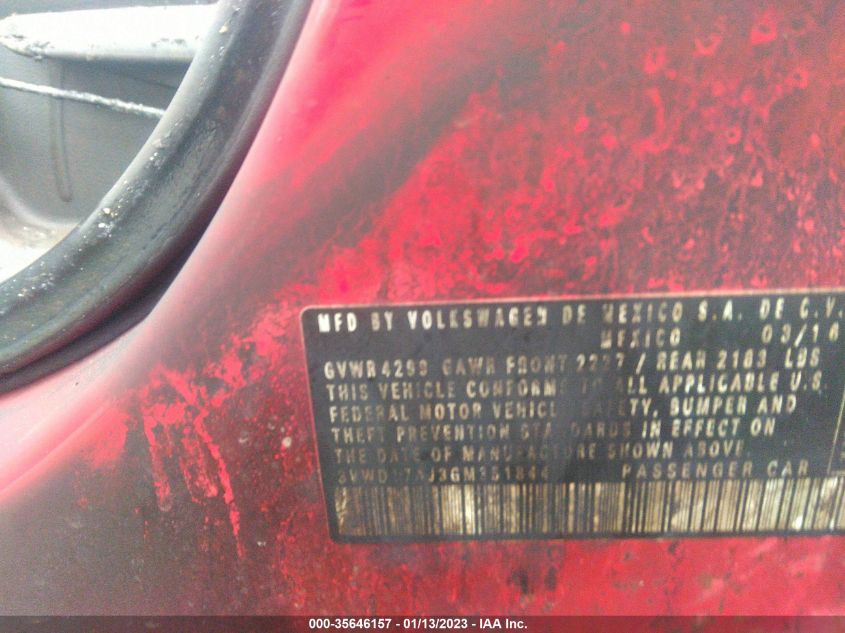 MFD BY VOLKSWAGEN DE MEXICO S.A. DE C.V.
MEXICO 03/16
GVWR 4299 GAWR FRONT 2277 / REAR 2183 LBS
THIS VEHICLE CONFORMS TO ALL APPLICABLE U.S.
FEDERAL MOTOR VEHICLE SAFETY, BUMPER AND
THEFT PREVENTION STANDARDS IN EFFECT ON
THE DATE OF MANUFACTURE SHOWN ABOVE.
PASSENGER CAR
000-35646157 - 01/13/2023 - IAA Inc.